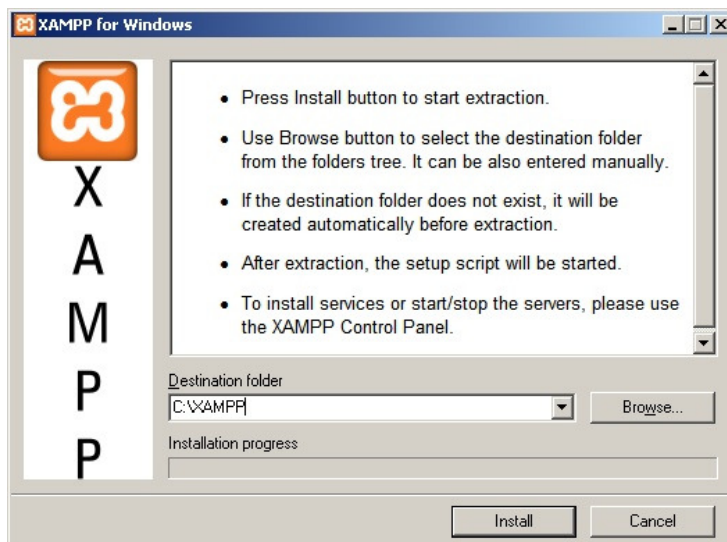 XAMPP for Windows
X
A
M
P
P
• Press Install button to start extraction.
• Use Browse button to select the destination folder
from the folders tree. It can be also entered manually.
• If the destination folder does not exist, it will be
created automatically before extraction.
• After extraction, the setup script will be started.
• To install services or start/stop the servers, please use
the XAMPP Control Panel.
Destination folder
C:\XAMPP
Browse...
Installation progress
Install
Cancel